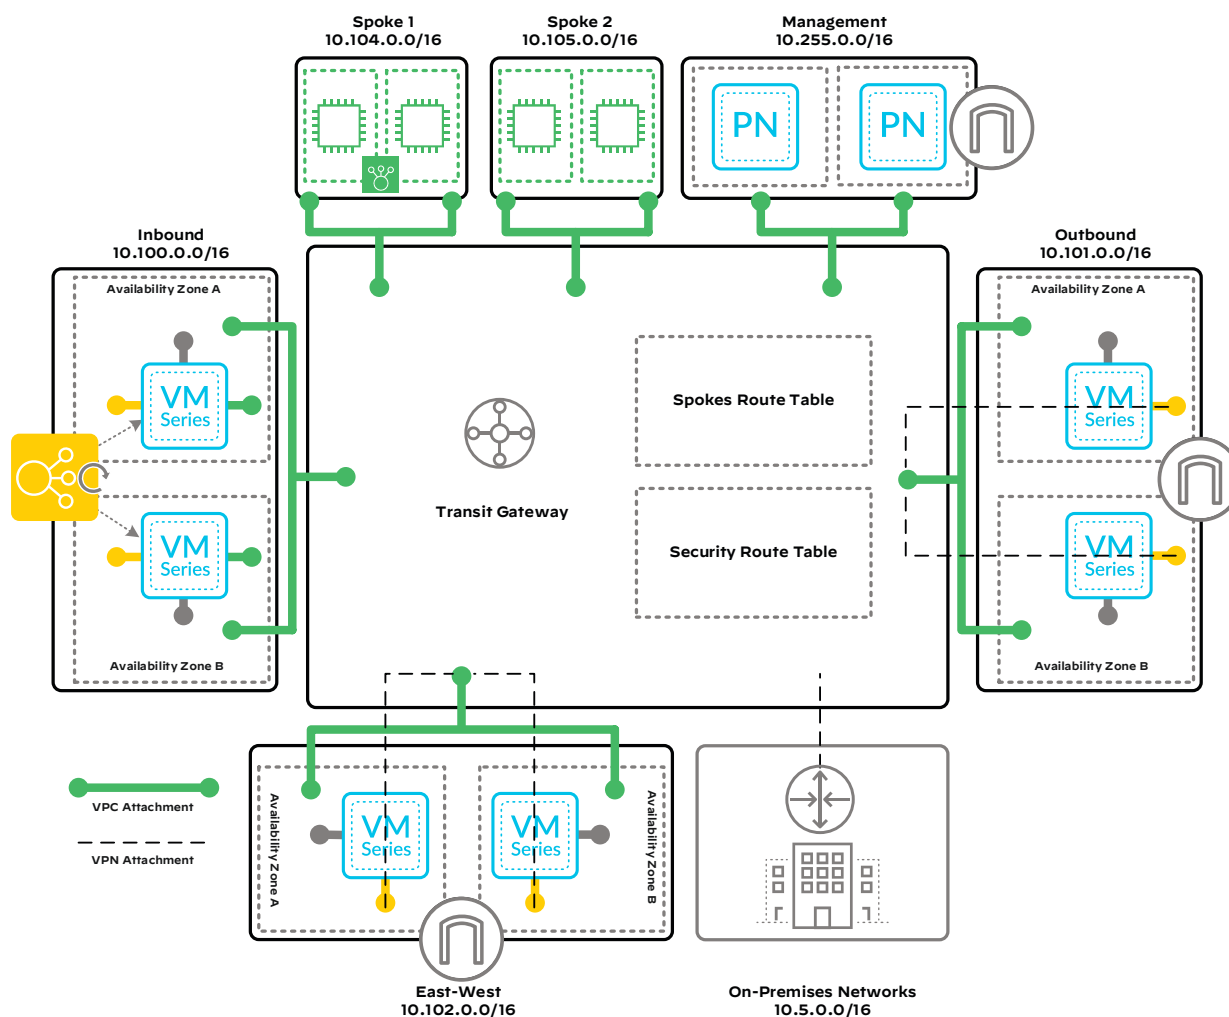 Spoke 1
10.104.0.0/16
Spoke 2
10.105.0.0/16
Management
10.255.0.0/16
PN
PN
Inbound
10.100.0.0/16
Availability Zone A
VM
Series
VM
Series
Availability Zone B
Transit Gateway
Spokes Route Table
Security Route Table
Outbound
10.101.0.0/16
Availability Zone A
VM
Series
VM
Series
Availability Zone B
VPC Attachment
VPN Attachment
Availability Zone A
VM
Series
VM
Series
Availability Zone B
East-West
10.102.0.0/16
On-Premises Networks
10.5.0.0/16